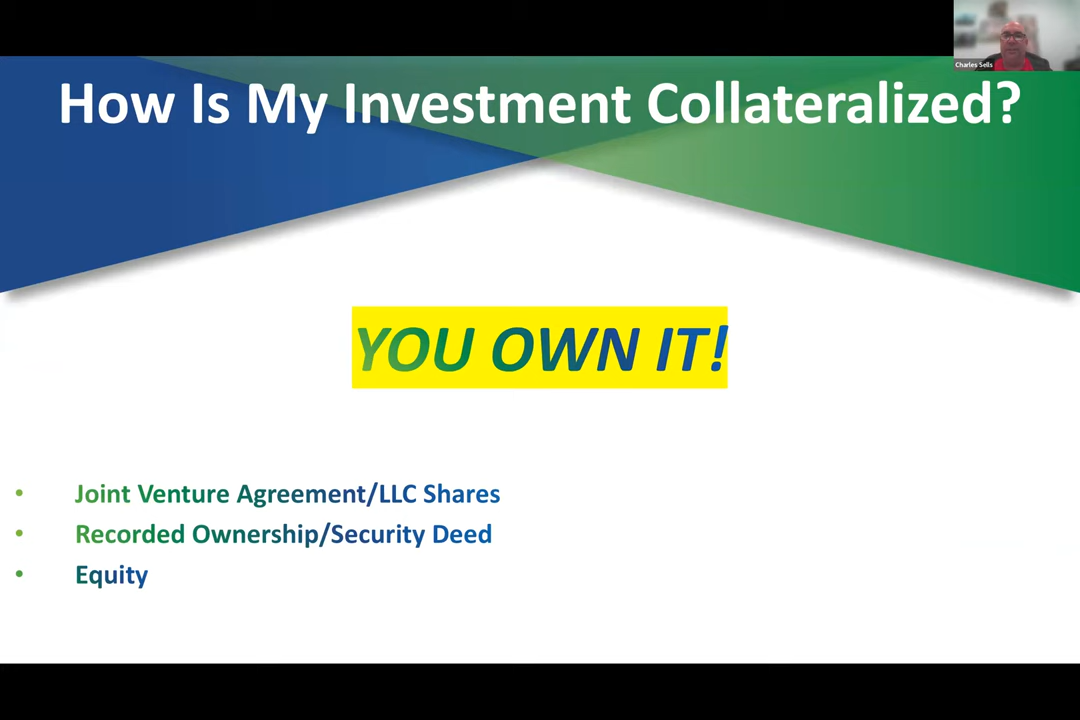 Charles Sells
How Is My Investment Collateralized?
YOU OWN IT!
• Joint Venture Agreement/LLC Shares
• Recorded Ownership/Security Deed
• Equity